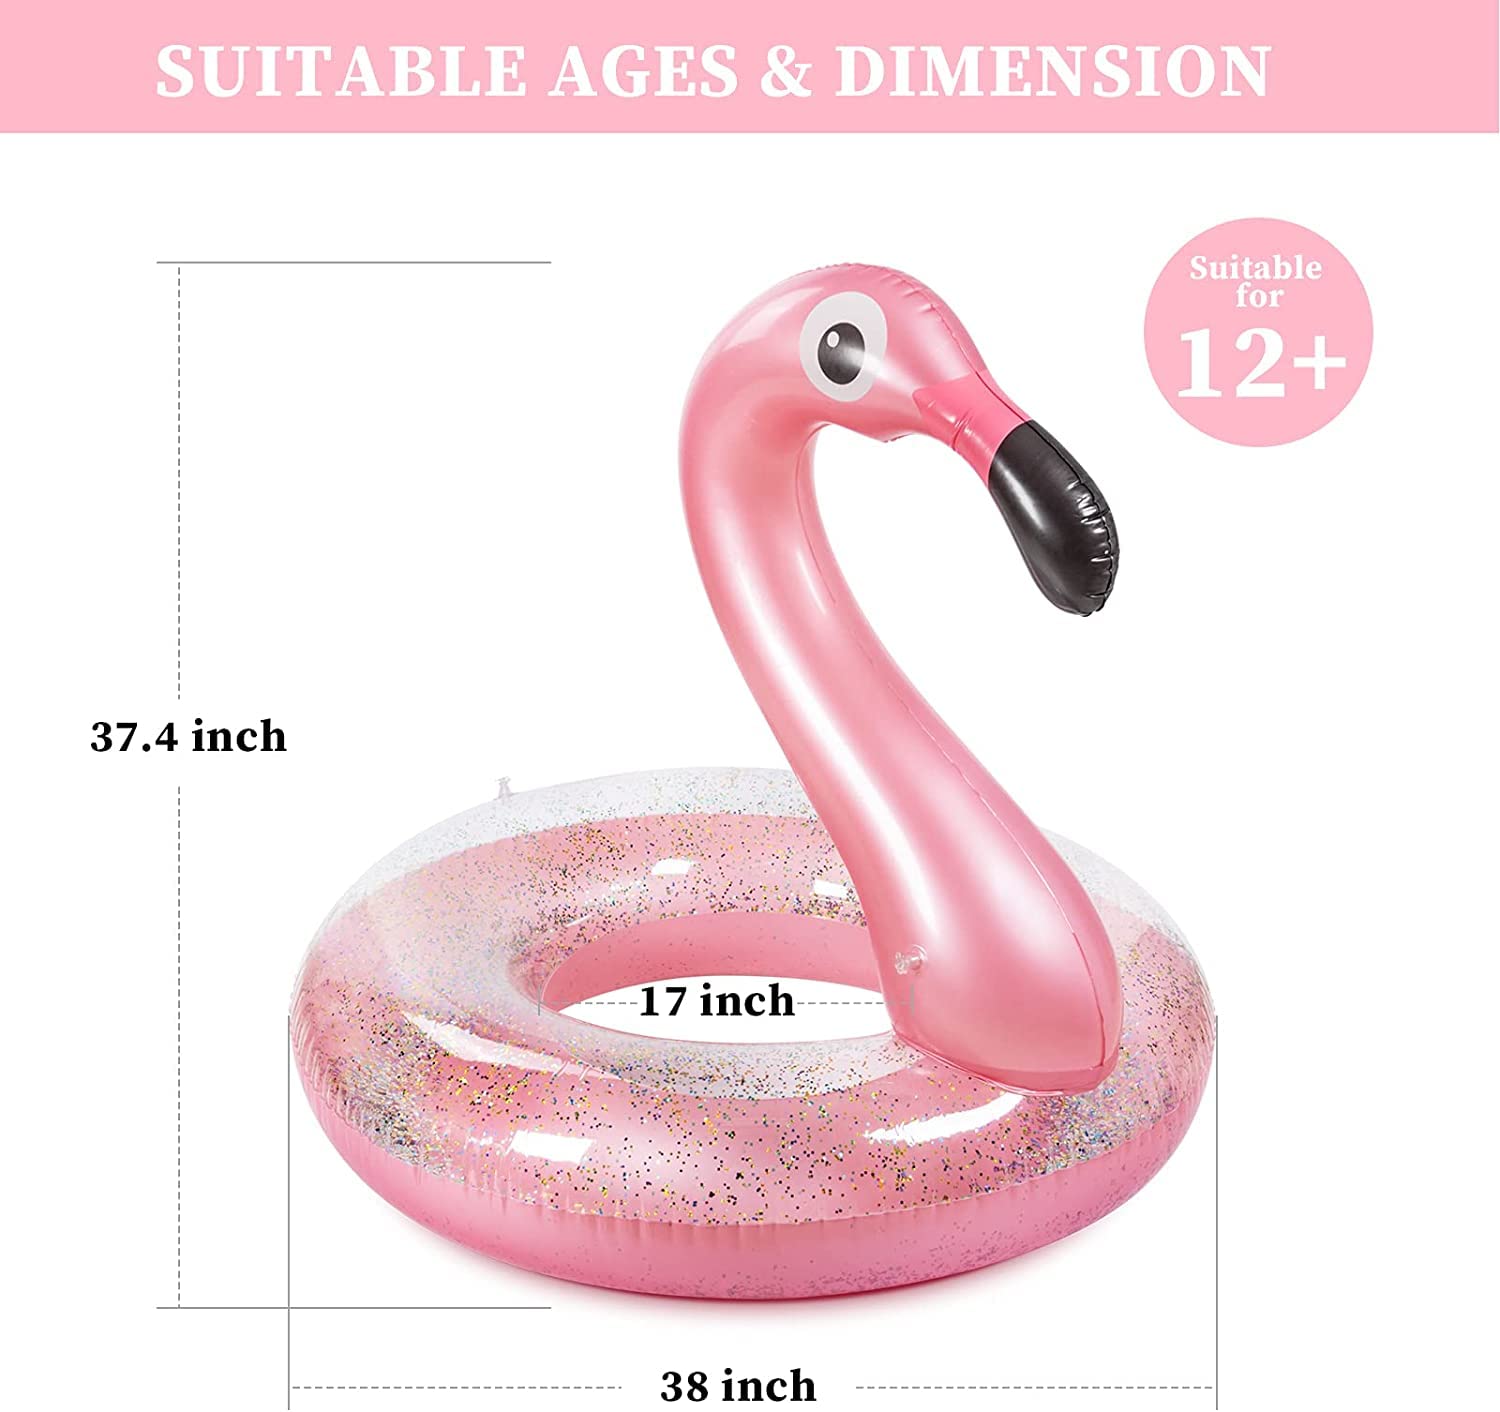 SUITABLE AGES & DIMENSION
Suitable
for
12+
37.4 inch
17 inch
38 inch